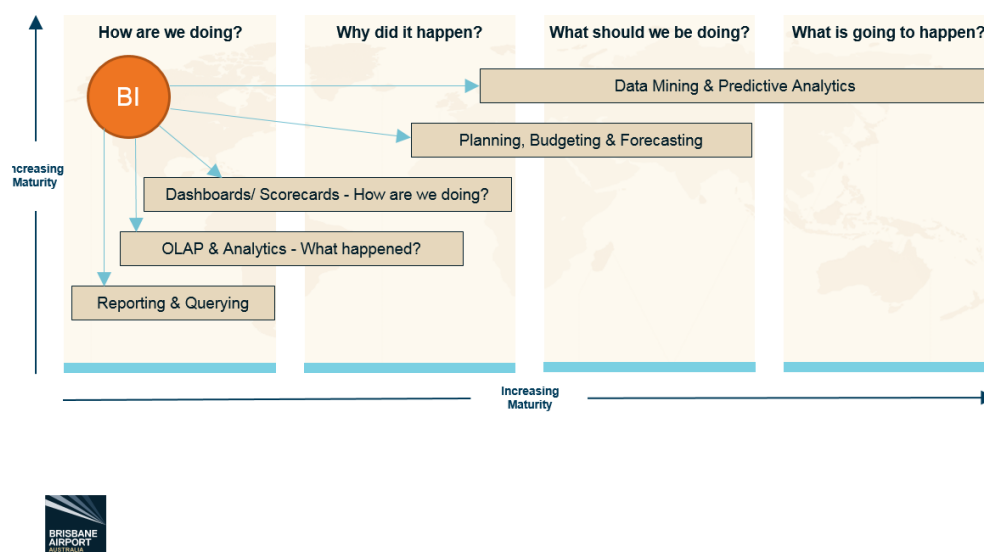 How are we doing?
Why did it happen?
What should we be doing?
What is going to happen?
BI
Data Mining & Predictive Analytics
Planning, Budgeting & Forecasting
Dashboards/ Scorecards - How are we doing?
OLAP & Analytics - What happened?
Reporting & Querying
ncreasing
Maturity
Increasing
Maturity
BRISBANE
AIRPORT
AUSTRALIA